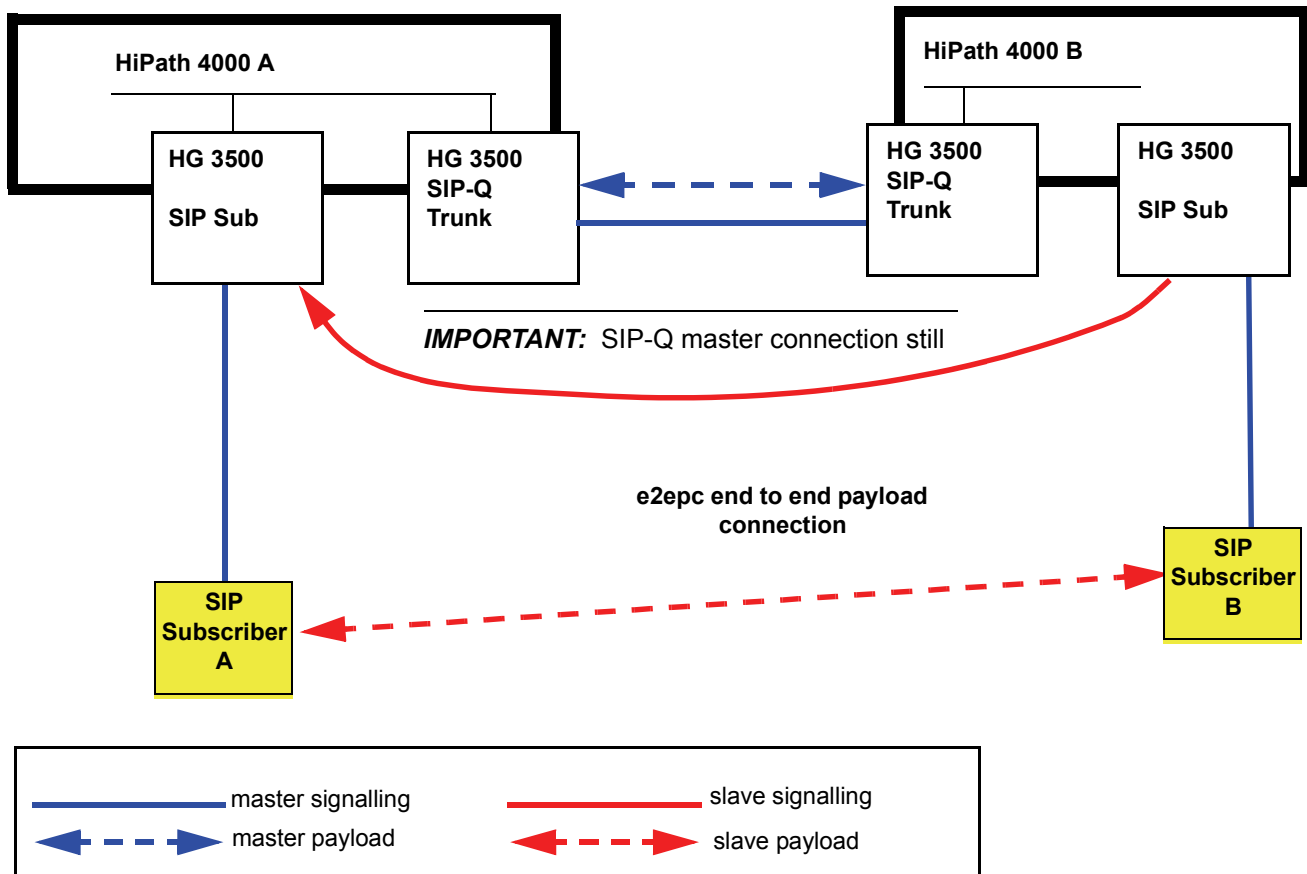 HiPath 4000 A
HiPath 4000 B
HG 3500
SIP Sub
HG 3500
SIP-Q
Trunk
HG 3500
SIP-Q
Trunk
HG 3500
SIP Sub
IMPORTANT: SIP-Q master connection still
e2epc end to end payload
connection
SIP
Subscriber
A
SIP
Subscriber
B
master signalling
slave signalling
master payload
slave payload